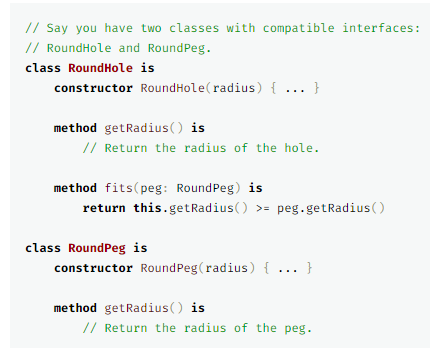 // Say you have two classes with compatible interfaces:
// RoundHole and RoundPeg.
class RoundHole is
    constructor RoundHole(radius) { ... }

    method getRadius() is
        // Return the radius of the hole.

    method fits(peg: RoundPeg) is
        return this.getRadius() >= peg.getRadius()

class RoundPeg is
    constructor RoundPeg(radius) { ... }

    method getRadius() is
        // Return the radius of the peg.